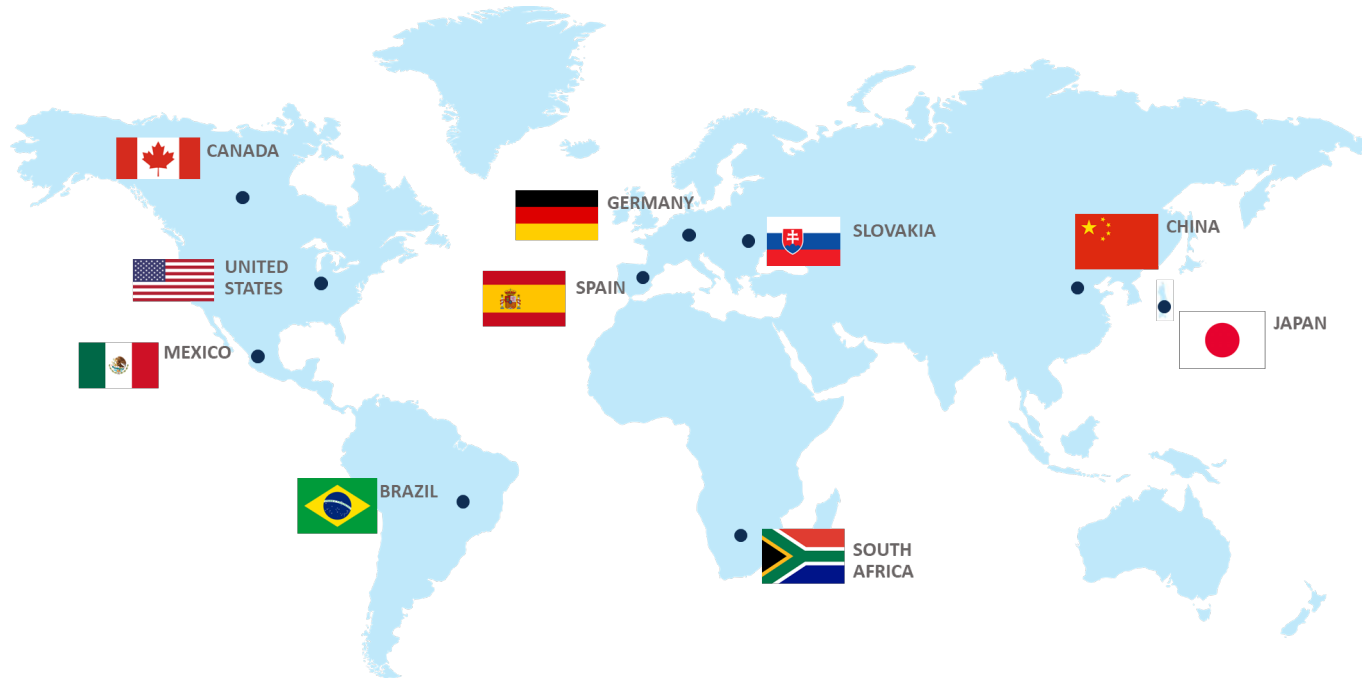 CANADA
GERMANY
SLOVAKIA
CHINA
UNITED
STATES
SPAIN
JAPAN
MEXICO
BRAZIL
SOUTH
AFRICA